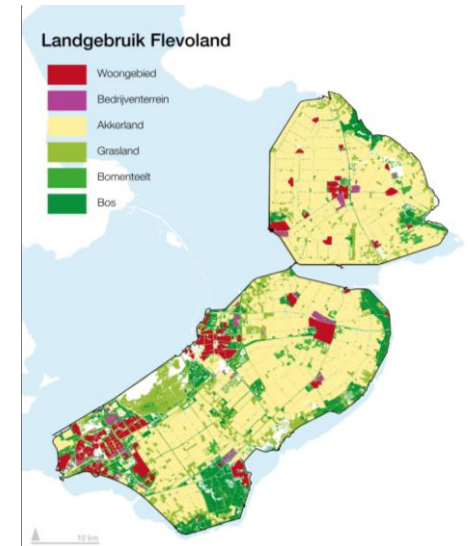 Landgebruik Flevoland
Woongebied
Bedrijventerrein
Akkerland
Grasland
Bomenteelt
Bos
10 km